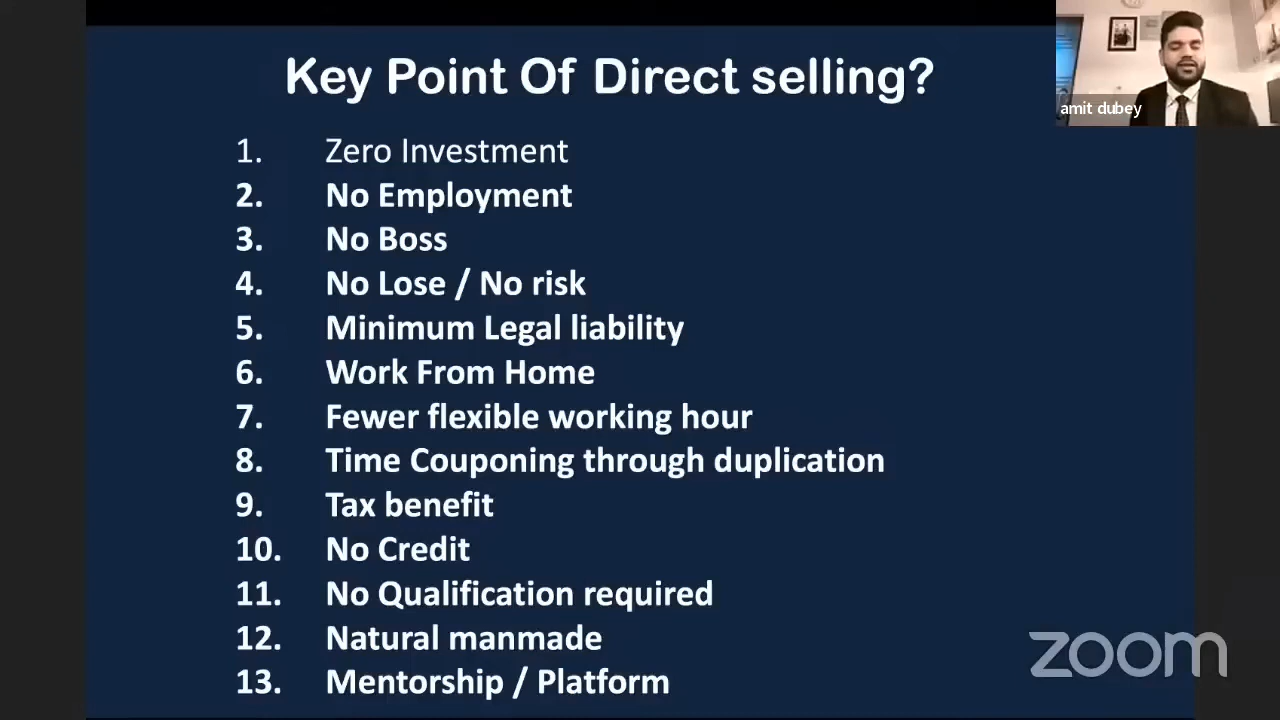 Key Point Of Direct selling?
amit dubey
1. Zero Investment
2. No Employment
3. No Boss
4. No Lose / No risk
5. Minimum Legal liability
6. Work From Home
7. Fewer flexible working hour
8. Time Couponing through duplication
9. Tax benefit
10. No Credit
11. No Qualification required
12. Natural manmade
13. Mentorship / Platform
zoom